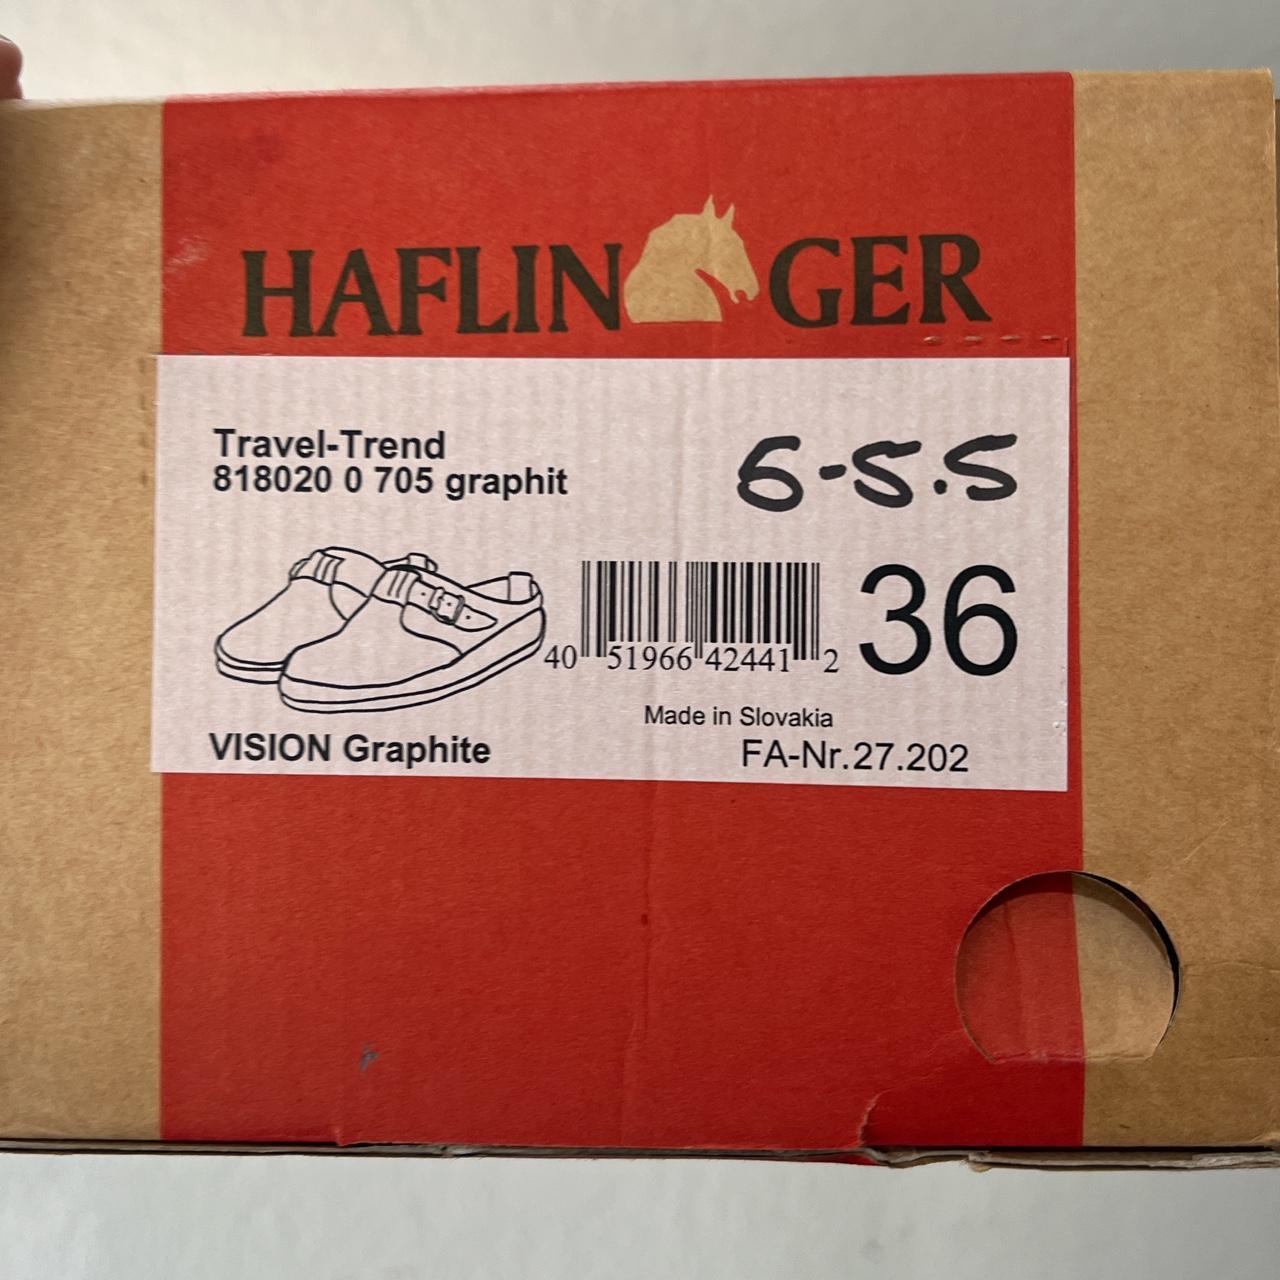 HAFLINGER
Travel-Trend
818020 0 705 graphit
6-5.5
36
40 51966 42441 2
Made in Slovakia
VISION Graphite
FA-Nr.27.202